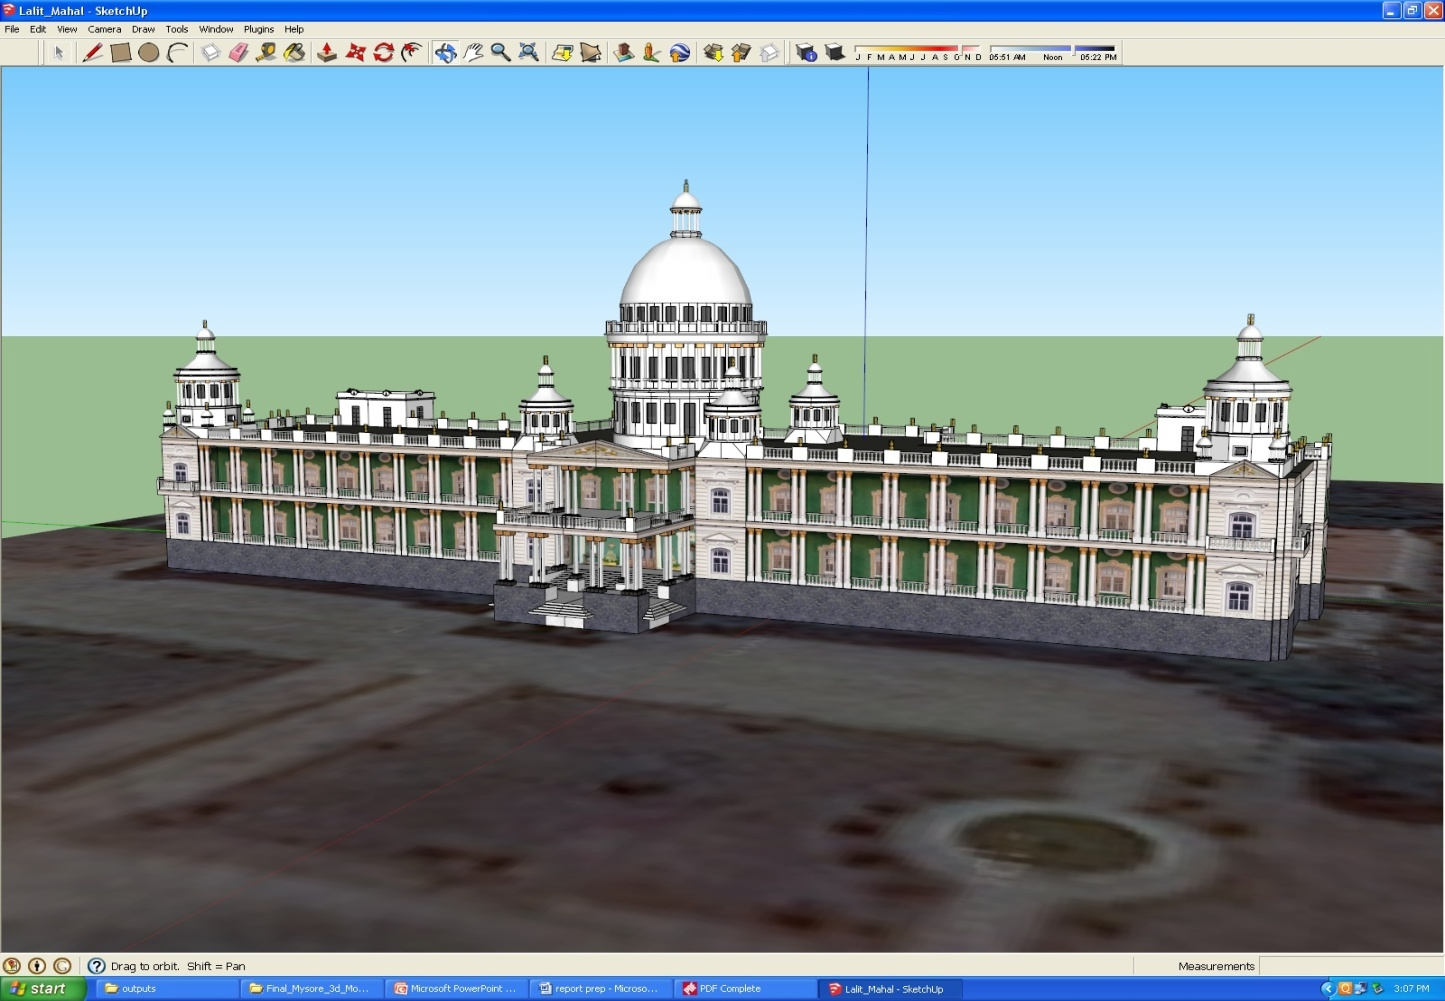 Lalit_Mahal - SketchUp
File Edit View Camera Draw Tools Window Plugins Help
J F M A M J J A S O N D 05:51 AM Noon 05:22 PM
Drag to orbit. Shift = Pan Measurements
start outputs Final_Mysore_3d_Mo... Microsoft PowerPoint ... report prep - Microso... PDF Complete Lalit_Mahal - SketchUp 3:07 PM